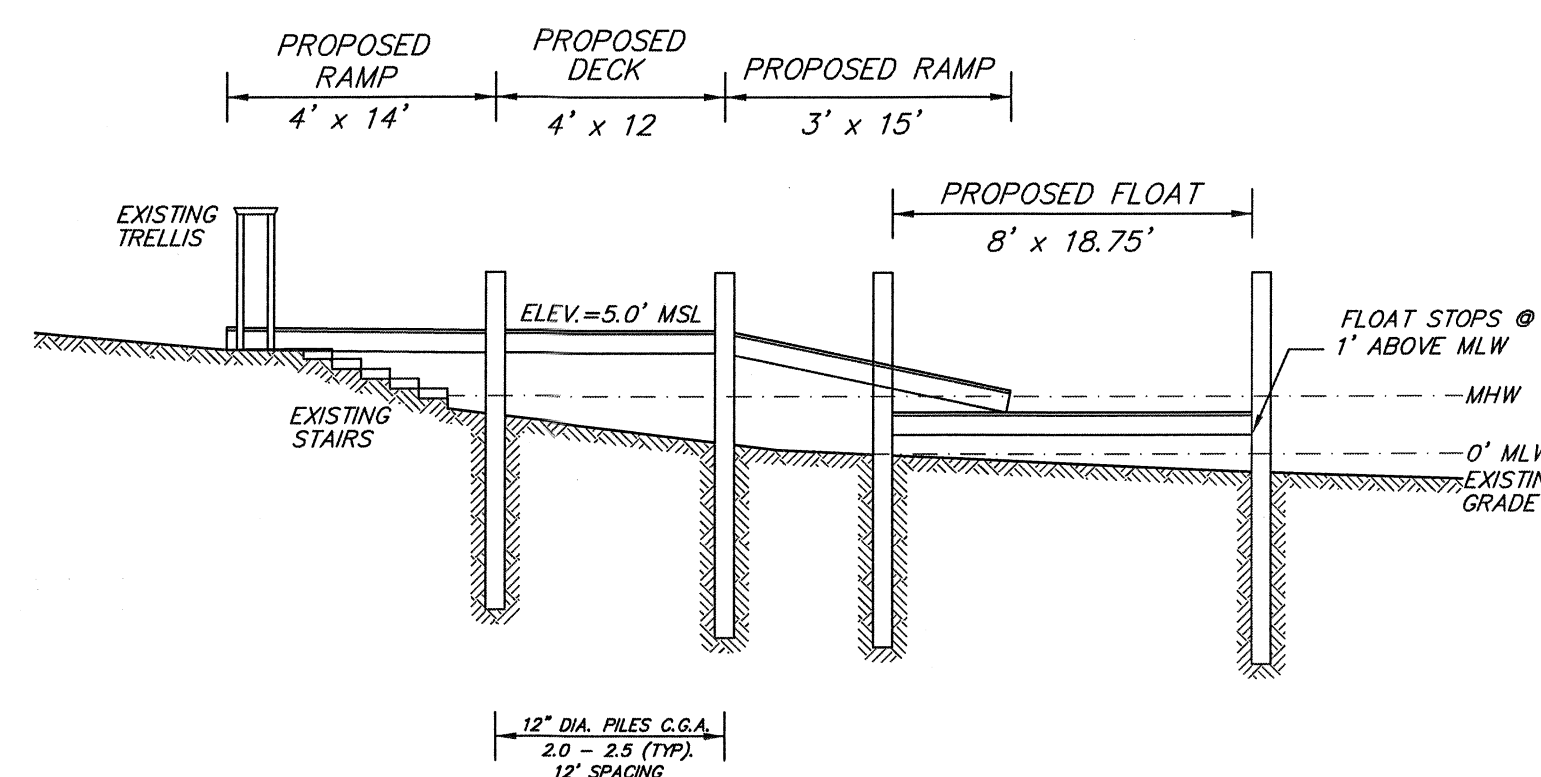 PROPOSED
RAMP
4' x 14'
PROPOSED
DECK
4' x 12
PROPOSED RAMP
3' x 15'
PROPOSED FLOAT
8' x 18.75'
EXISTING
TRELLIS
ELEV.=5.0' MSL
FLOAT STOPS @
1' ABOVE MLW
MHW
EXISTING
STAIRS
0' MLW
EXISTIN
GRADE
12" DIA. PILES C.G.A.
2.0 - 2.5 (TYP).
12' SPACING